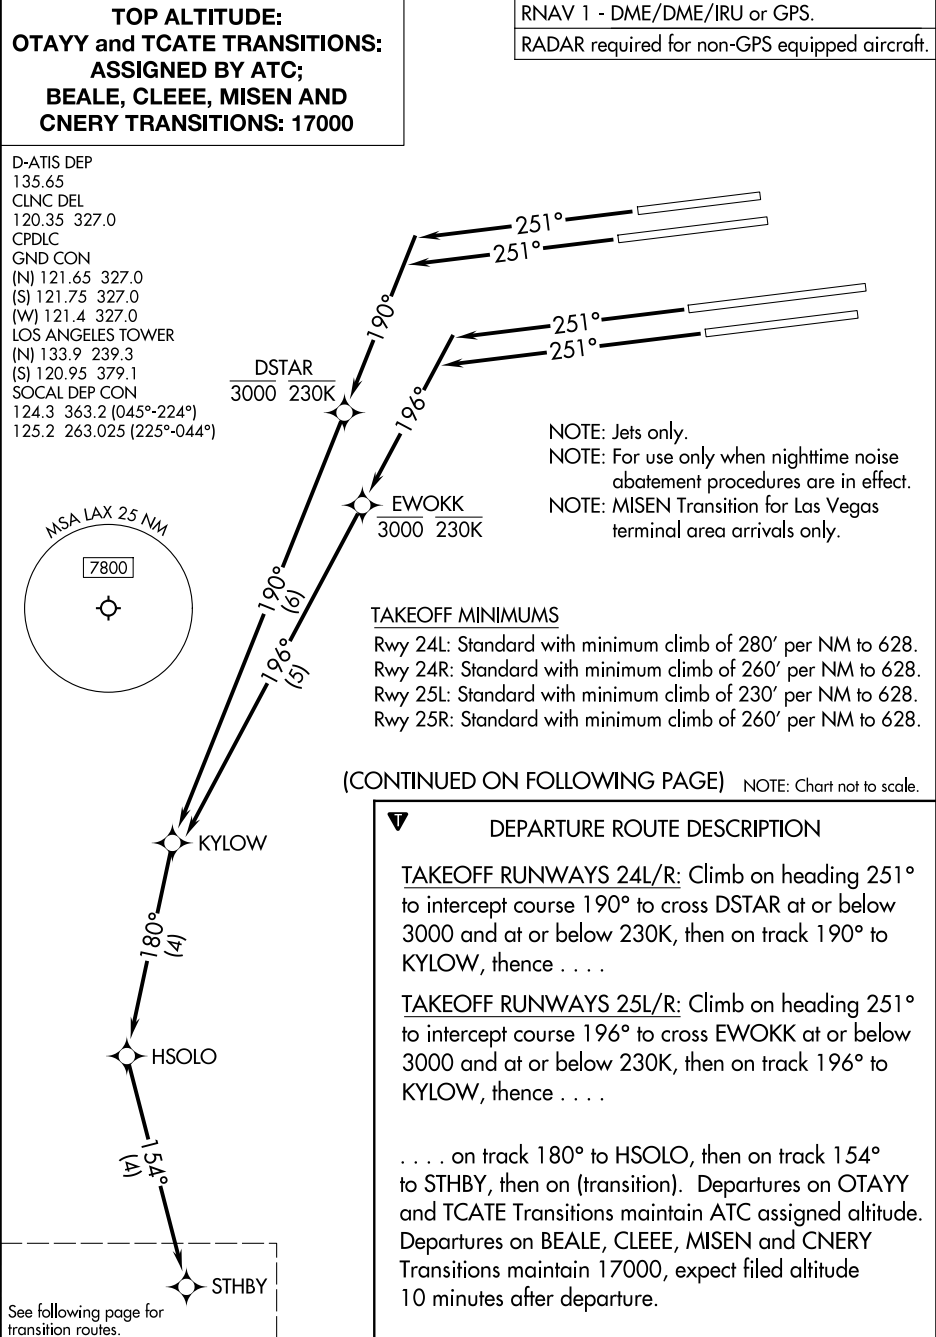 TOP ALTITUDE:
OTAYY and TCATE TRANSITIONS:
ASSIGNED BY ATC;
BEALE, CLEEE, MISEN AND
CNERY TRANSITIONS: 17000
RNAV 1 - DME/DME/IRU or GPS.
RADAR required for non-GPS equipped aircraft.
D-ATIS DEP
135.65
CLNC DEL
120.35 327.0
CPDLC
GND CON
(N) 121.65 327.0
(S) 121.75 327.0
(W) 121.4 327.0
LOS ANGELES TOWER
(N) 133.9 239.3
(S) 120.95 379.1
SOCAL DEP CON
124.3 363.2 (045°-224°)
125.2 263.025 (225°-044°)
251°
251°
190°
251°
251°
196°
DSTAR
3000 230K
EWOKK
3000 230K
NOTE: Jets only.
NOTE: For use only when nighttime noise
abatement procedures are in effect.
NOTE: MISEN Transition for Las Vegas
terminal area arrivals only.
MSA LAX 25 NM
7800
190°
(6)
196°
(5)
TAKEOFF MINIMUMS
Rwy 24L: Standard with minimum climb of 280' per NM to 628.
Rwy 24R: Standard with minimum climb of 260' per NM to 628.
Rwy 25L: Standard with minimum climb of 230' per NM to 628.
Rwy 25R: Standard with minimum climb of 260' per NM to 628.
(CONTINUED ON FOLLOWING PAGE)
NOTE: Chart not to scale.
KYLOW
180°
(4)
HSOLO
154°
(4)
STHBY
See following page for
transition routes.
T
DEPARTURE ROUTE DESCRIPTION
TAKEOFF RUNWAYS 24L/R: Climb on heading 251°
to intercept course 190° to cross DSTAR at or below
3000 and at or below 230K, then on track 190° to
KYLOW, thence . . . .
TAKEOFF RUNWAYS 25L/R: Climb on heading 251°
to intercept course 196° to cross EWOKK at or below
3000 and at or below 230K, then on track 196° to
KYLOW, thence . . . .
. . . . on track 180° to HSOLO, then on track 154°
to STHBY, then on (transition). Departures on OTAYY
and TCATE Transitions maintain ATC assigned altitude.
Departures on BEALE, CLEEE, MISEN and CNERY
Transitions maintain 17000, expect filed altitude
10 minutes after departure.